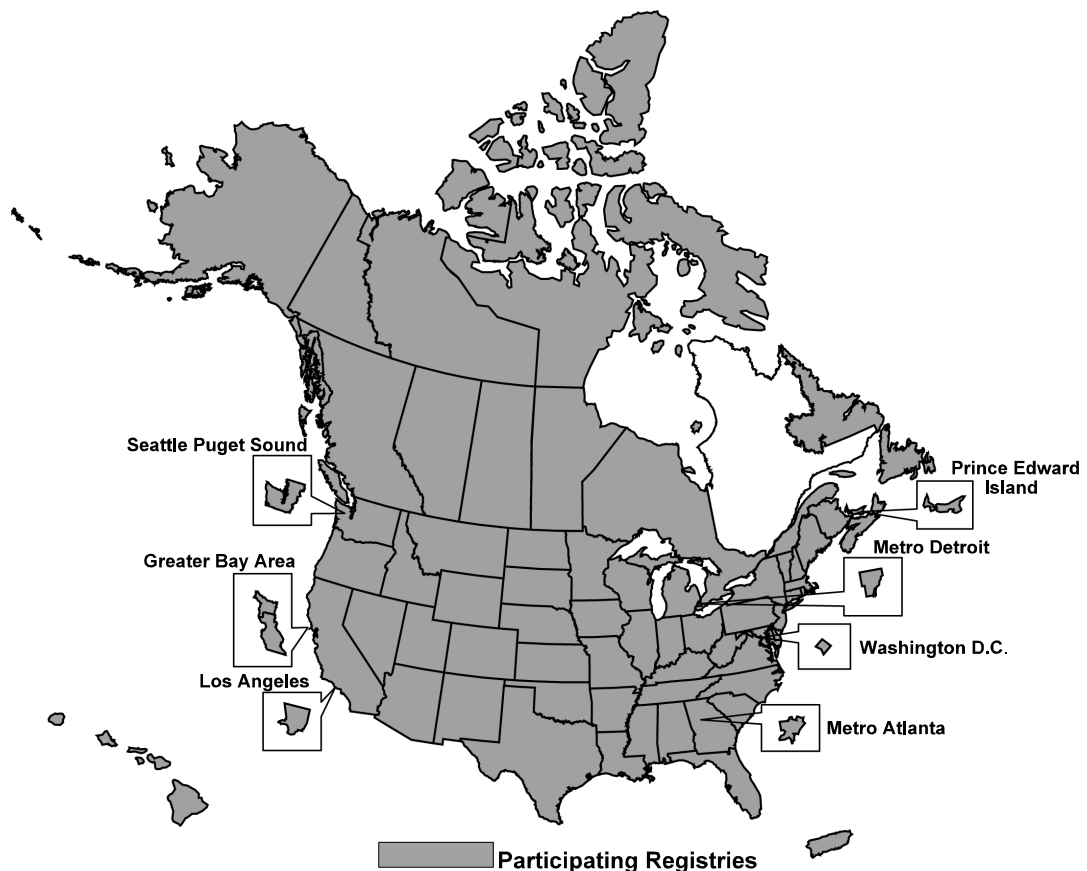 Seattle Puget Sound
Prince Edward
Island
Metro Detroit
Greater Bay Area
Washington D.C.
Los Angeles
Metro Atlanta
Participating Registries